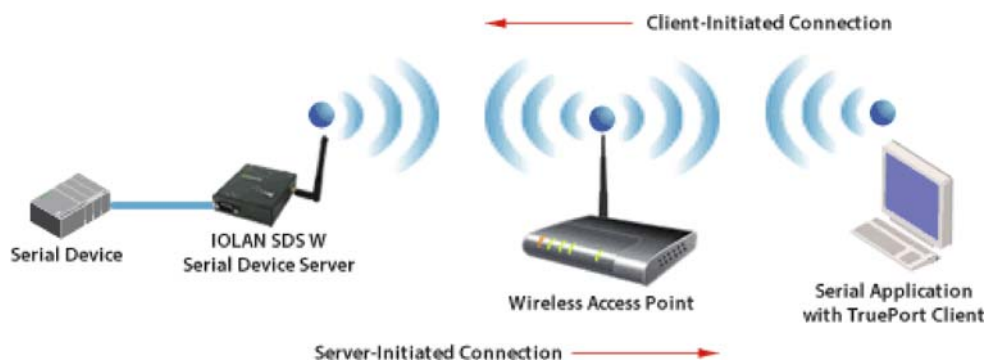 Client-Initiated Connection
Serial Device
IOLAN SDS W
Serial Device Server
Wireless Access Point
Serial Application
with TruePort Client
Server-Initiated Connection